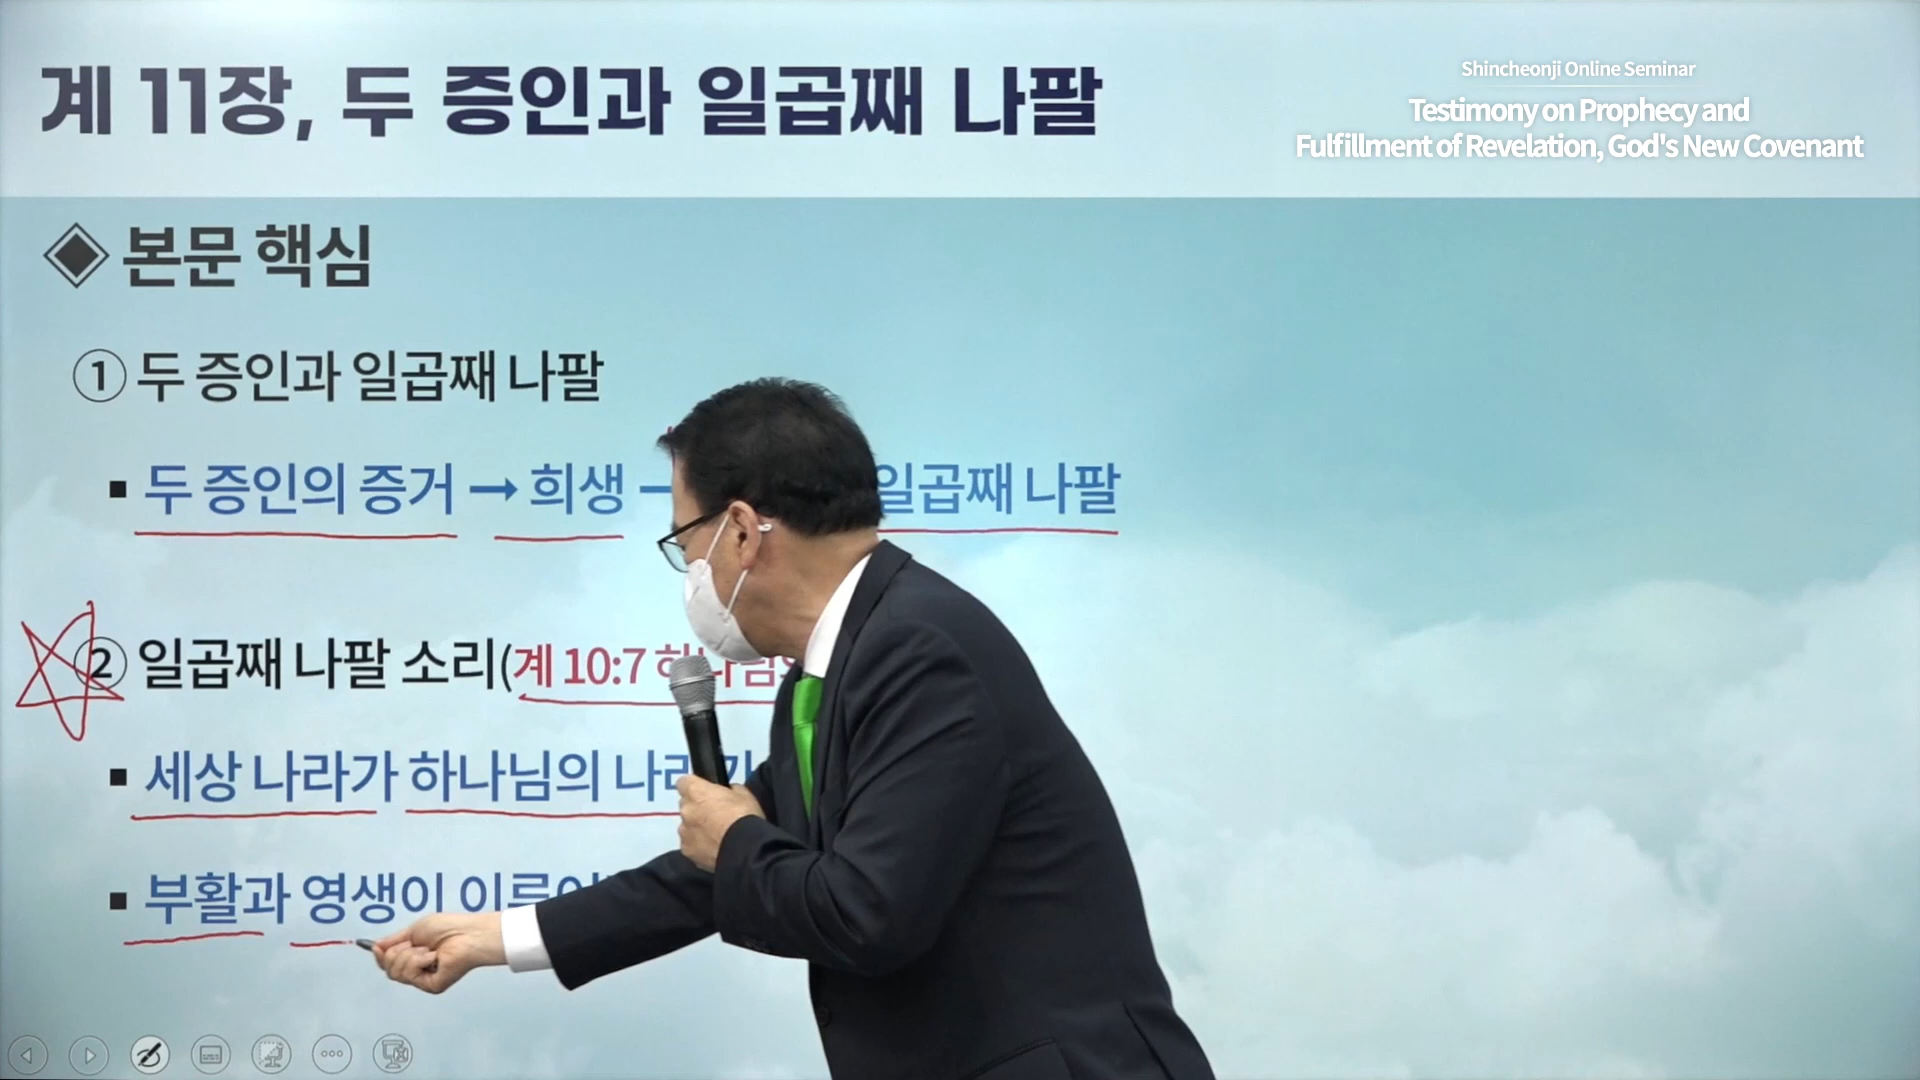 계 11장, 두 증인과 일곱째 나팔
Shincheonji Online Seminar
Testimony on Prophecy and
Fulfillment of Revelation, God's New Covenant
본문 핵심
① 두 증인과 일곱째 나팔
▪ 두 증인의 증거 → 희생 일곱째 나팔
② 일곱째 나팔 소리(계 10:7
▪ 세상 나라가 하나님의
▪ 부활과 영생이